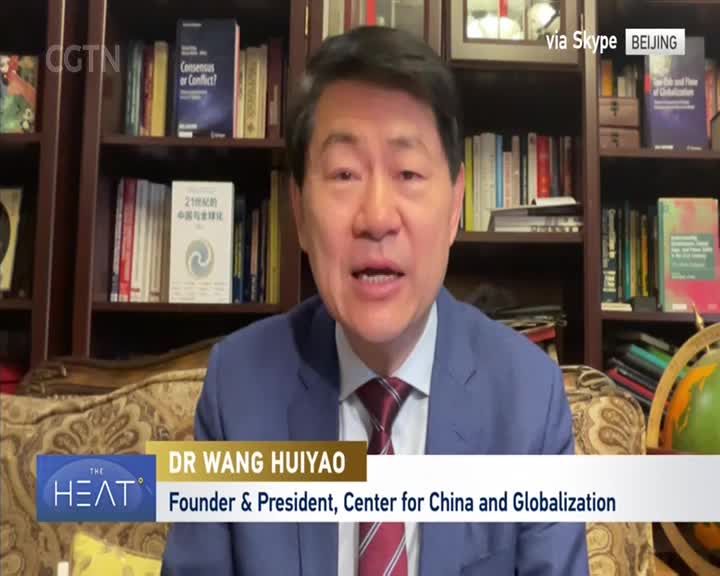 CGTN
via Skype BEIJING
Consensus
or Conflict?
The Ebb and Flow
of Globalization
21世纪的
中国与全球化
DR WANG HUIYAO
THE
HEAT
Founder & President, Center for China and Globalization